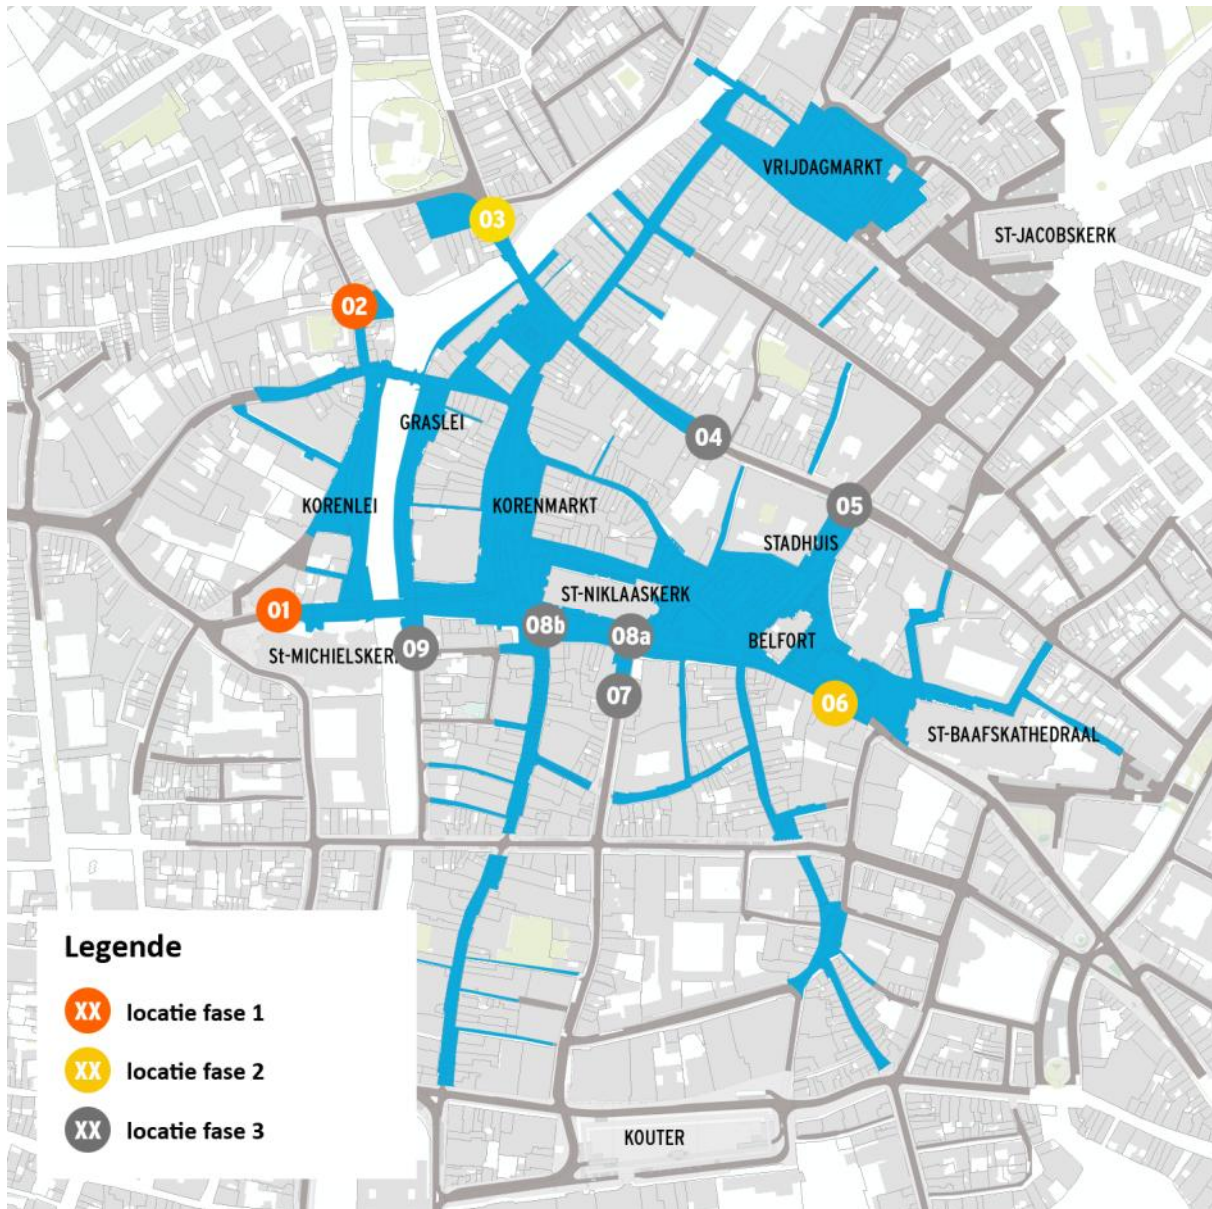 VRIJDAGMARKT
03
ST-JACOBSKERK
02
GRASLEI
04
KORENLEI
KORENMARKT
05
STADHUIS
ST-NIKLAASKERK
01
08b
08a
BELFORT
09
St-MICHIELSKER
07
06
ST-BAAFSKATHEDRAAL
Legende
XX locatie fase 1
XX locatie fase 2
XX locatie fase 3
KOUTER